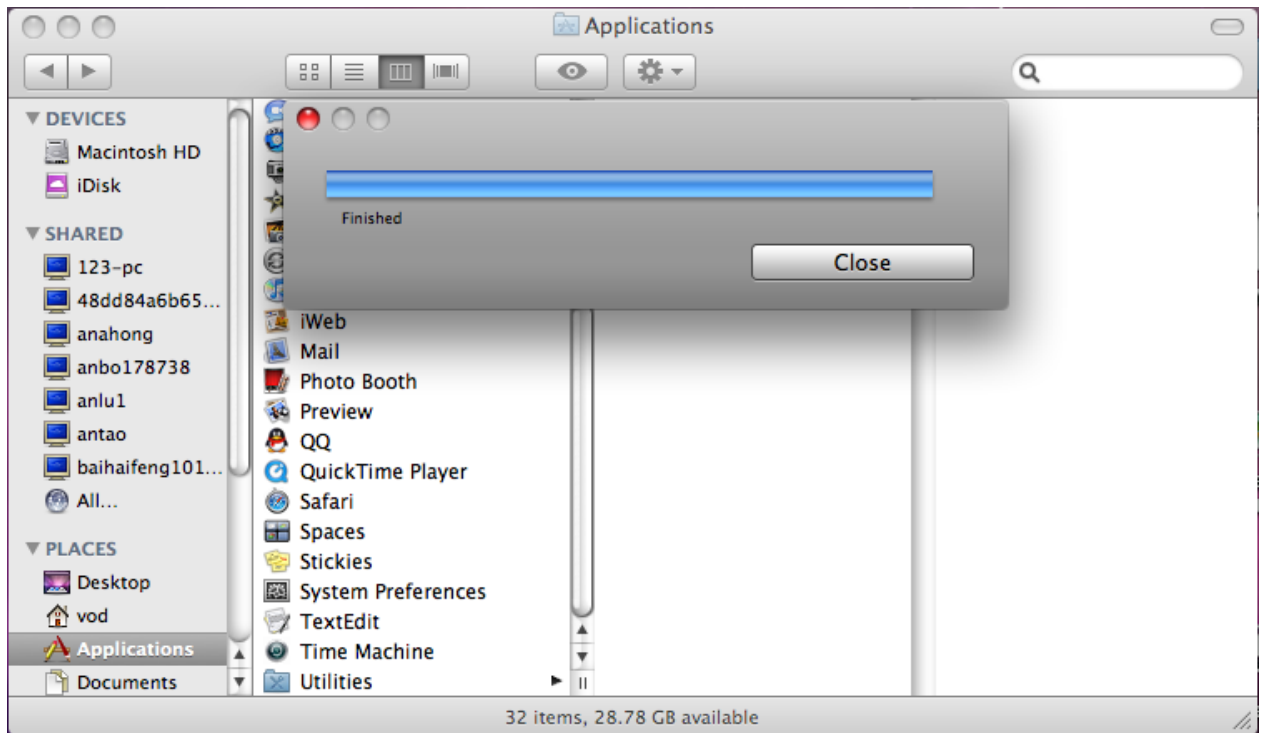 Applications
DEVICES
Macintosh HD
iDisk
SHARED
123-pc
48dd84a6b65...
anahong
anbo178738
anlu1
antao
baihaifeng101...
All...
PLACES
Desktop
vod
Applications
Documents
Finished
Close
iWeb
Mail
Photo Booth
Preview
QQ
QuickTime Player
Safari
Spaces
Stickies
System Preferences
TextEdit
Time Machine
Utilities
32 items, 28.78 GB available